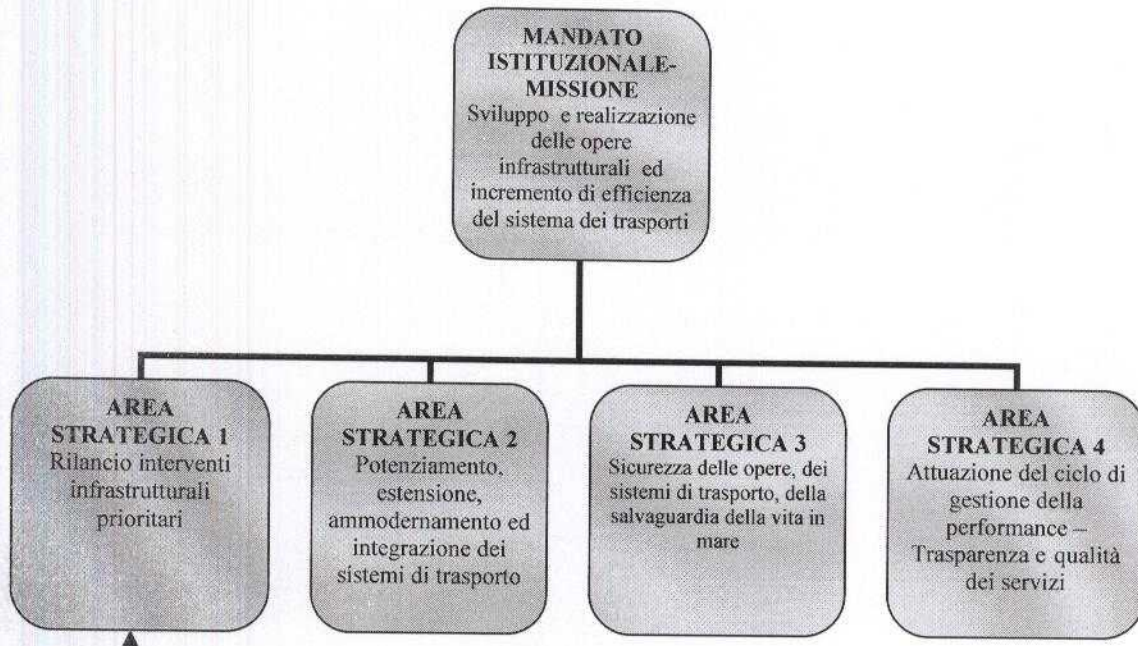 MANDATO
ISTITUZIONALE-
MISSIONE
Sviluppo e realizzazione
delle opere
infrastrutturali ed
incremento di efficienza
del sistema dei trasporti
AREA
STRATEGICA 1
Rilancio interventi
infrastrutturali
prioritari
AREA
STRATEGICA 2
Potenziamento,
estensione,
ammodernamento ed
integrazione dei
sistemi di trasporto
AREA
STRATEGICA 3
Sicurezza delle opere, dei
sistemi di trasporto, della
salvaguardia della vita in
mare
AREA
STRATEGICA 4
Attuazione del ciclo di
gestione della
performance –
Trasparenza e qualità
dei servizi